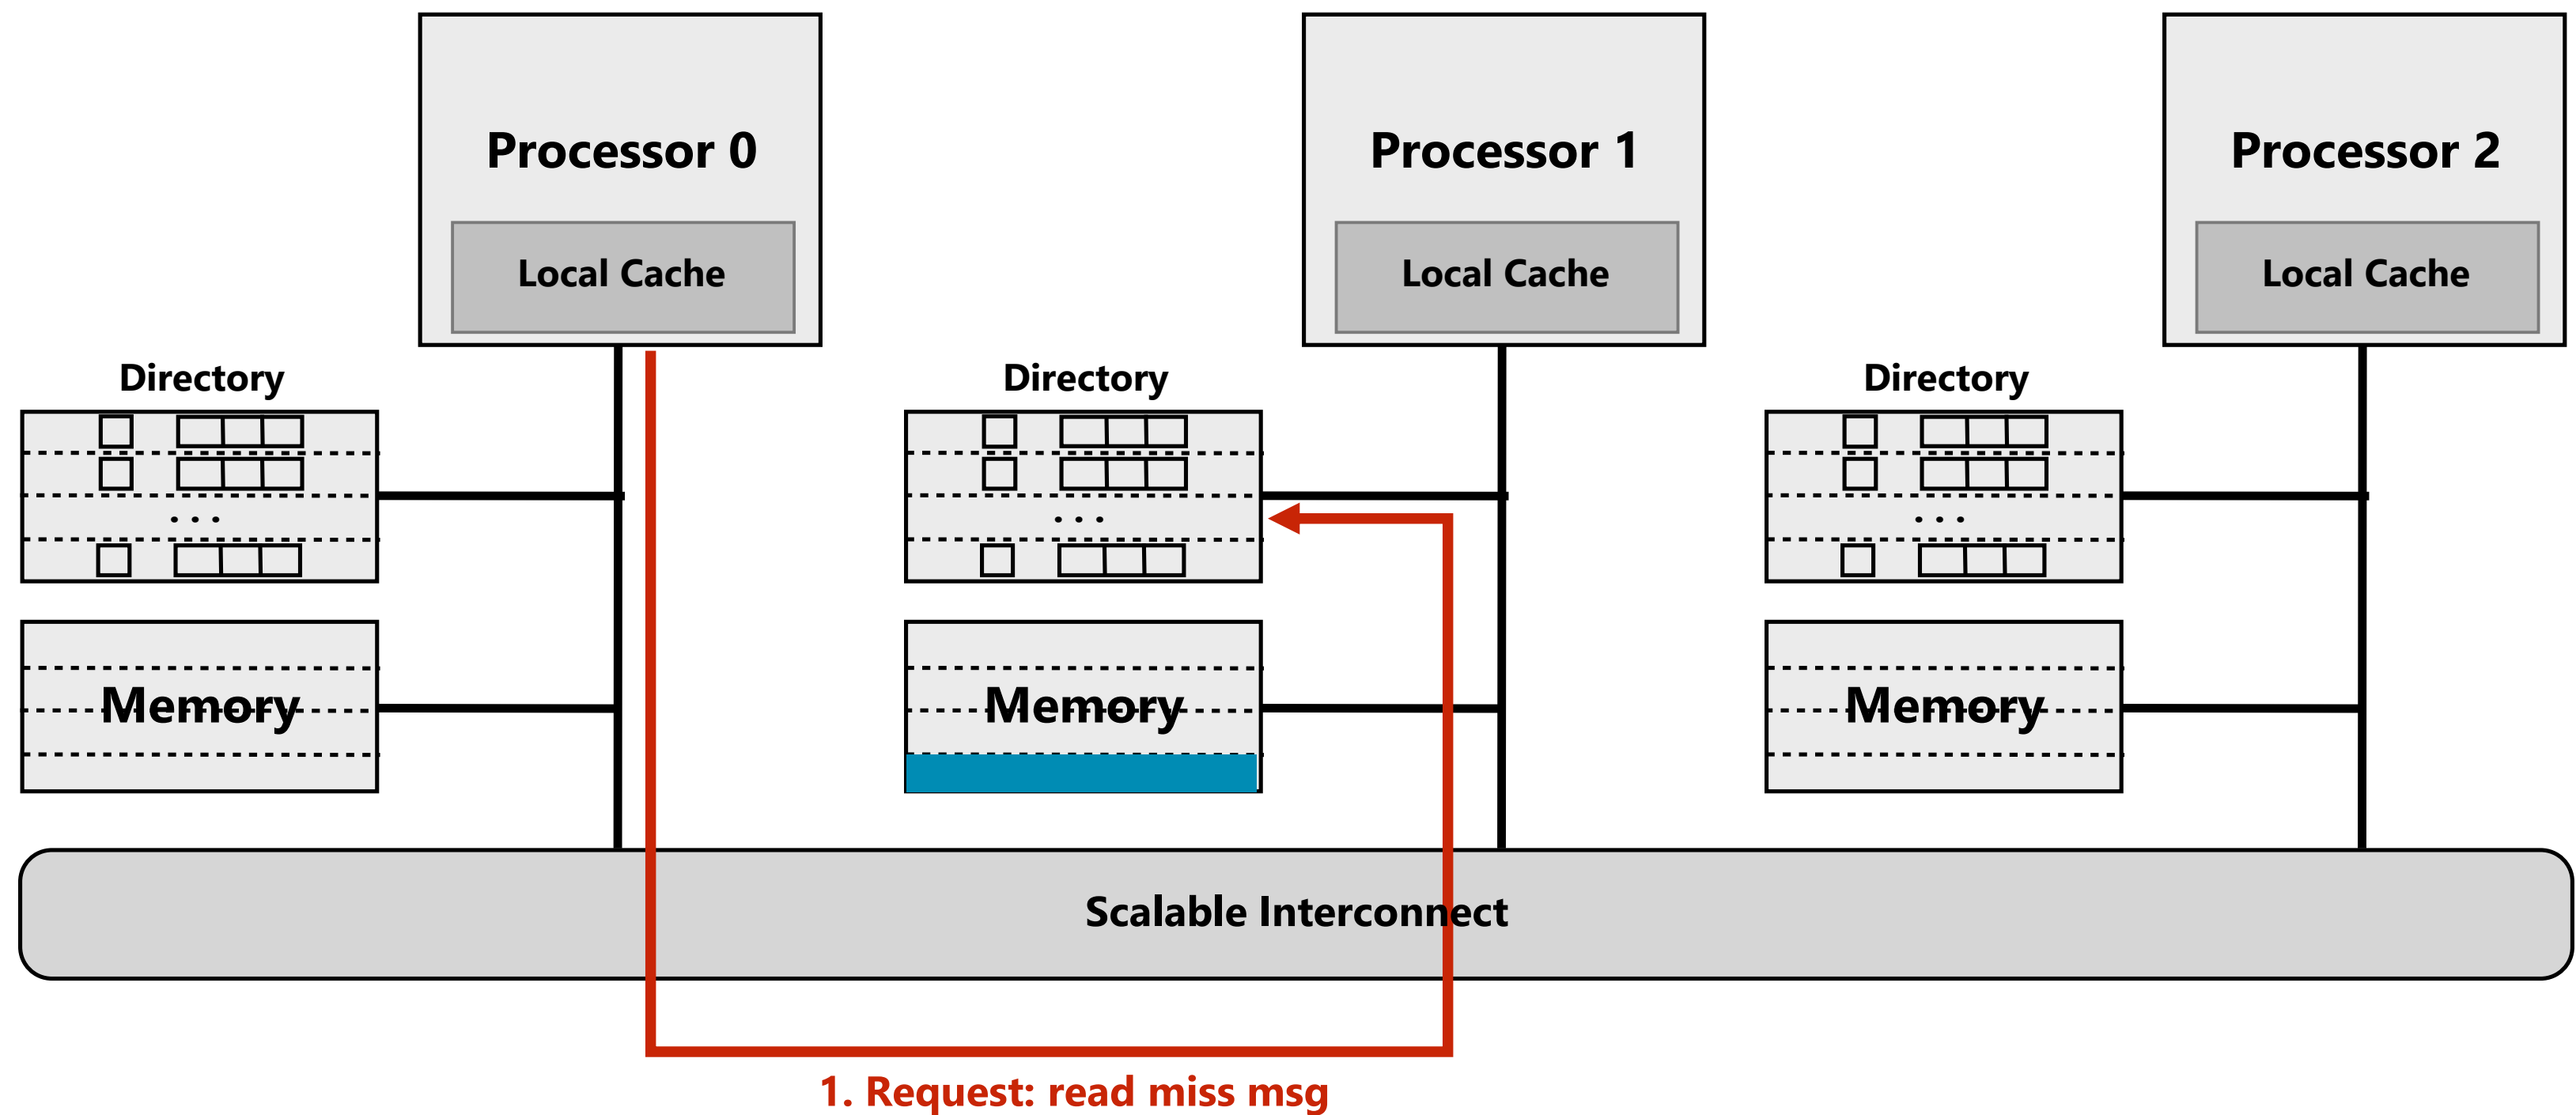 Processor 0
Processor 1
Processor 2
Local Cache
Local Cache
Local Cache
Directory
Directory
Directory
. . .
. . .
. . .
Memory
Memory
Memory
Scalable Interconnect
1. Request: read miss msg